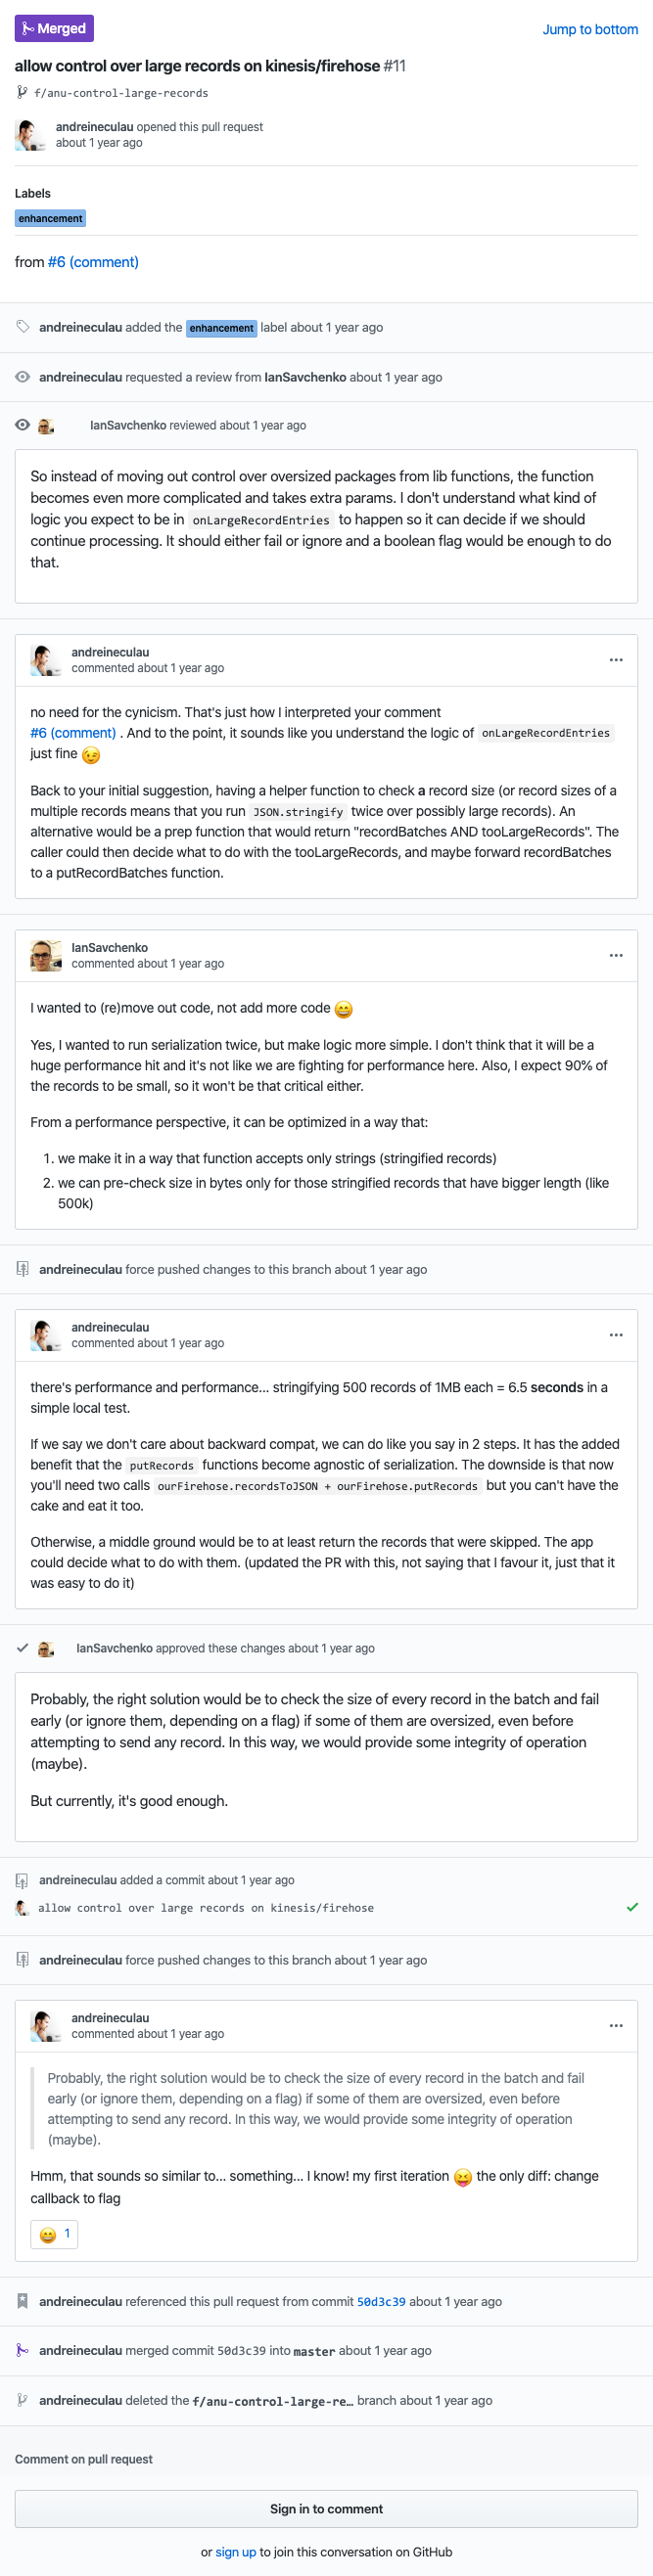 Merged
Jump to bottom
allow control over large records on kinesis/firehose #11
f/anu-control-large-records
andreineculau opened this pull request
about 1 year ago
Labels
enhancement
from #6 (comment)
andreineculau added the enhancement label about 1 year ago
andreineculau requested a review from IanSavchenko about 1 year ago
IanSavchenko reviewed about 1 year ago
So instead of moving out control over oversized packages from lib functions, the function
becomes even more complicated and takes extra params. I don't understand what kind of
logic you expect to be in onLargeRecordEntries to happen so it can decide if we should
continue processing. It should either fail or ignore and a boolean flag would be enough to do
that.
andreineculau
commented about 1 year ago
no need for the cynicism. That's just how I interpreted your comment
#6 (comment) . And to the point, it sounds like you understand the logic of onLargeRecordEntries
just fine 😉
Back to your initial suggestion, having a helper function to check a record size (or record sizes of a
multiple records means that you run JSON.stringify twice over possibly large records). An
alternative would be a prep function that would return "recordBatches AND tooLargeRecords". The
caller could then decide what to do with the tooLargeRecords, and maybe forward recordBatches
to a putRecordBatches function.
IanSavchenko
commented about 1 year ago
I wanted to (re)move out code, not add more code 😄
Yes, I wanted to run serialization twice, but make logic more simple. I don't think that it will be a
huge performance hit and it's not like we are fighting for performance here. Also, I expect 90% of
the records to be small, so it won't be that critical either.
From a performance perspective, it can be optimized in a way that:
1. we make it in a way that function accepts only strings (stringified records)
2. we can pre-check size in bytes only for those stringified records that have bigger length (like
500k)
andreineculau force pushed changes to this branch about 1 year ago
andreineculau
commented about 1 year ago
there's performance and performance... stringifying 500 records of 1MB each = 6.5 seconds in a
simple local test.
If we say we don't care about backward compat, we can do like you say in 2 steps. It has the added
benefit that the putRecords functions become agnostic of serialization. The downside is that now
you'll need two calls ourFirehose.recordsToJSON + ourFirehose.putRecords but you can't have the
cake and eat it too.
Otherwise, a middle ground would be to at least return the records that were skipped. The app
could decide what to do with them. (updated the PR with this, not saying that I favour it, just that it
was easy to do it)
IanSavchenko approved these changes about 1 year ago
Probably, the right solution would be to check the size of every record in the batch and fail
early (or ignore them, depending on a flag) if some of them are oversized, even before
attempting to send any record. In this way, we would provide some integrity of operation
(maybe).
But currently, it's good enough.
andreineculau added a commit about 1 year ago
allow control over large records on kinesis/firehose
andreineculau force pushed changes to this branch about 1 year ago
andreineculau
commented about 1 year ago
Probably, the right solution would be to check the size of every record in the batch and fail
early (or ignore them, depending on a flag) if some of them are oversized, even before
attempting to send any record. In this way, we would provide some integrity of operation
(maybe).
Hmm, that sounds so similar to... something... I know! my first iteration 😝 the only diff: change
callback to flag
😄 1
andreineculau referenced this pull request from commit 50d3c39 about 1 year ago
andreineculau merged commit 50d3c39 into master about 1 year ago
andreineculau deleted the f/anu-control-large-re… branch about 1 year ago
Comment on pull request
Sign in to comment
or sign up to join this conversation on GitHub